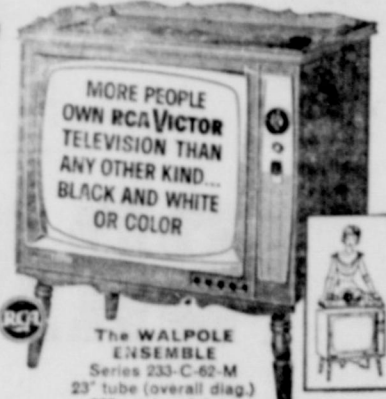 MORE PEOPLE
OWN RCA VICTOR
TELEVISION THAN
ANY OTHER KIND...
BLACK AND WHITE
OR COLOR
RCA
The WALPOLE
ENSEMBLE
Series 233-C-62-M
23" tube (overall diag.)